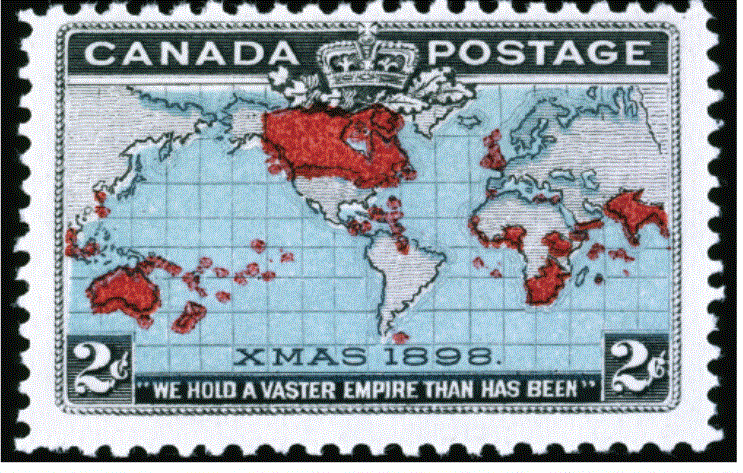 CANADA POSTAGE
XMAS 1898.
2¢ 2¢
"WE HOLD A VASTER EMPIRE THAN HAS BEEN"